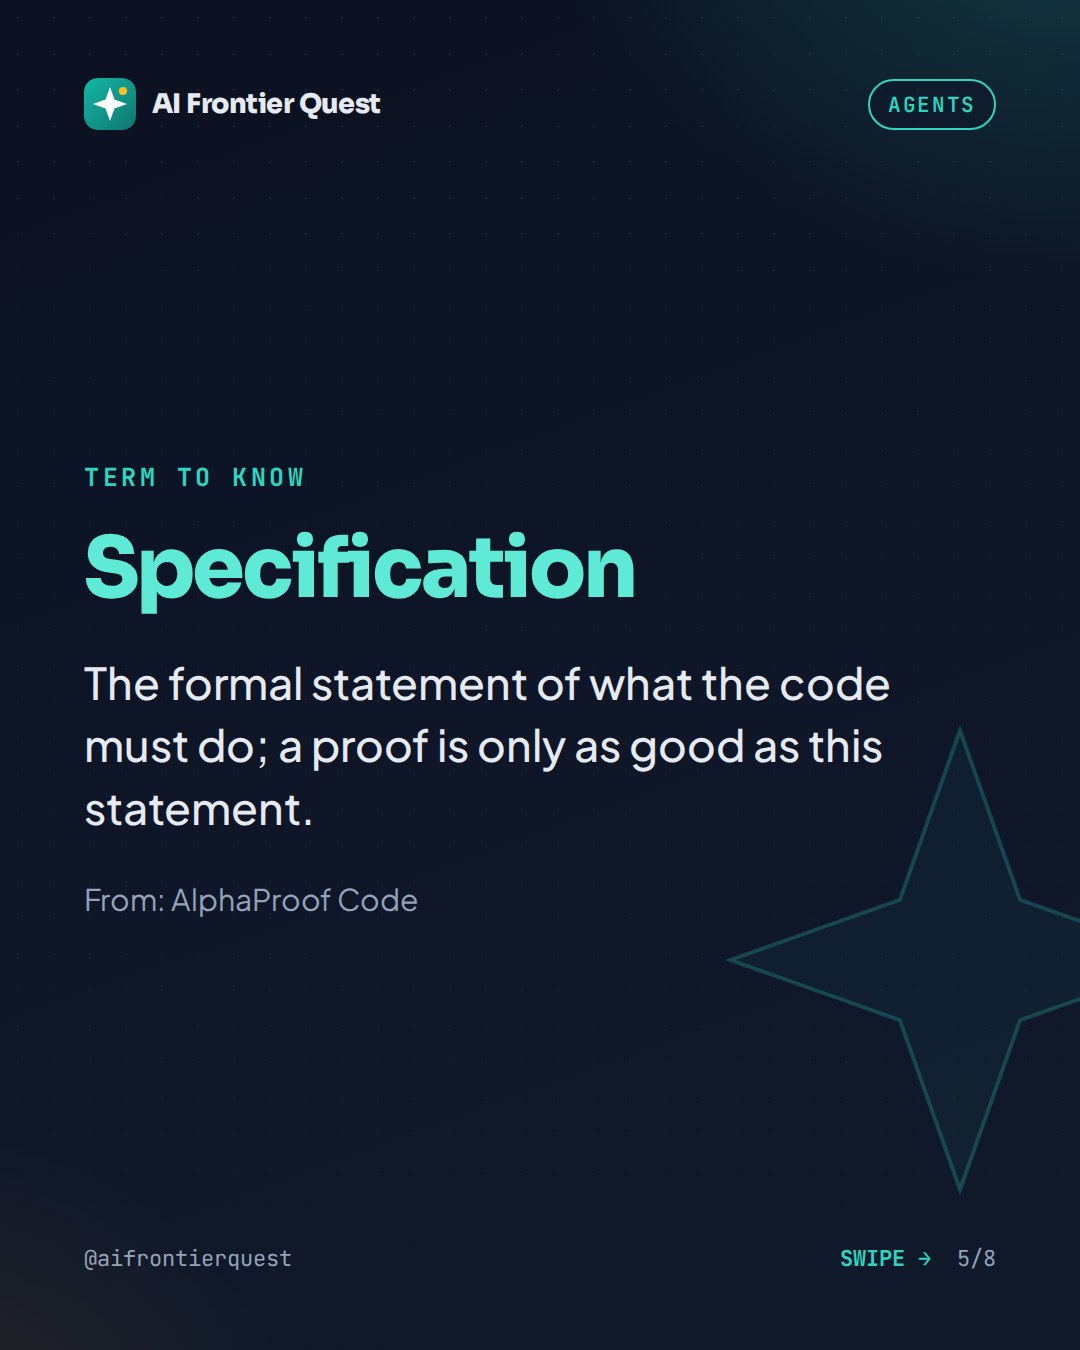 AI Frontier Quest
AGENTS
TERM TO KNOW
Specification
The formal statement of what the code
must do; a proof is only as good as this
statement.
From: AlphaProof Code
@aifrontierquest
SWIPE → 5/8